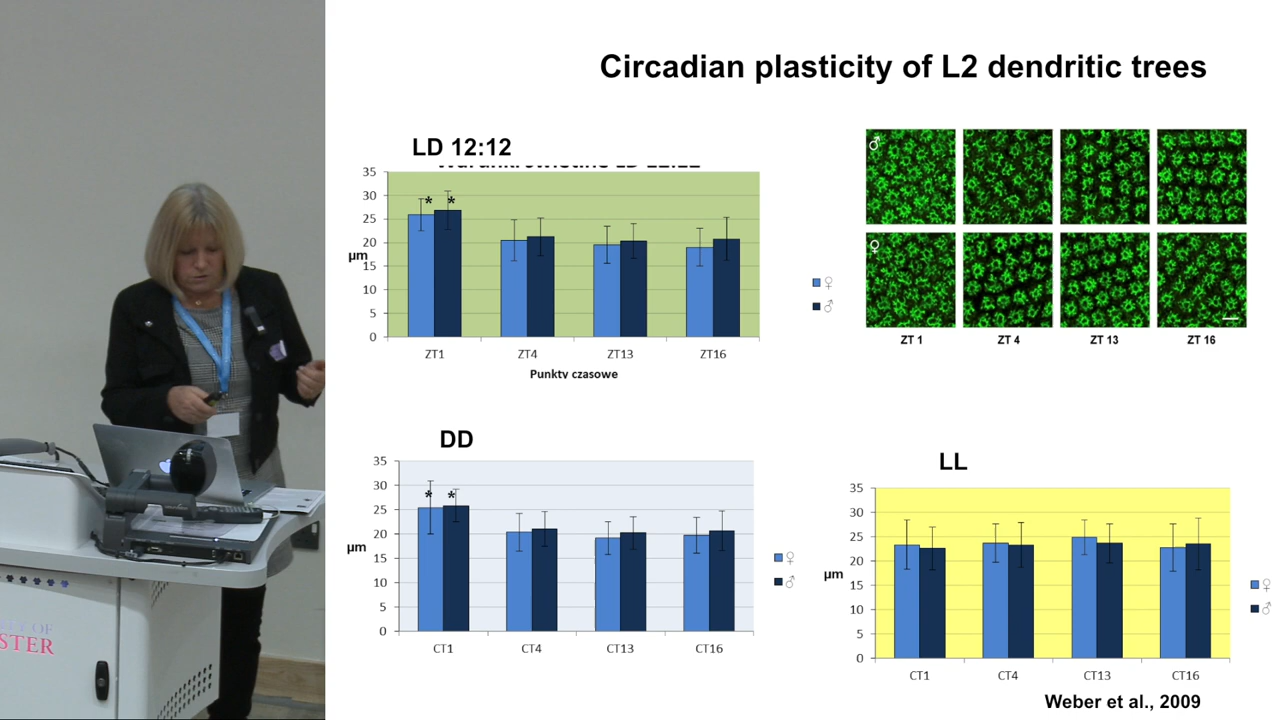 Circadian plasticity of L2 dendritic trees
LD 12:12
35
30
25
20
15
10
5
0
µm
* *
ZT1 ZT4 ZT13 ZT16
Punkty czasowe
♀
♂
♂
♀
ZT 1 ZT 4 ZT 13 ZT 16
DD
35
30
25
20
15
10
5
0
µm
* *
CT1 CT4 CT13 CT16
♀
♂
LL
35
30
25
20
15
10
5
0
µm
CT1 CT4 CT13 CT16
♀
♂
Weber et al., 2009
OF
STER